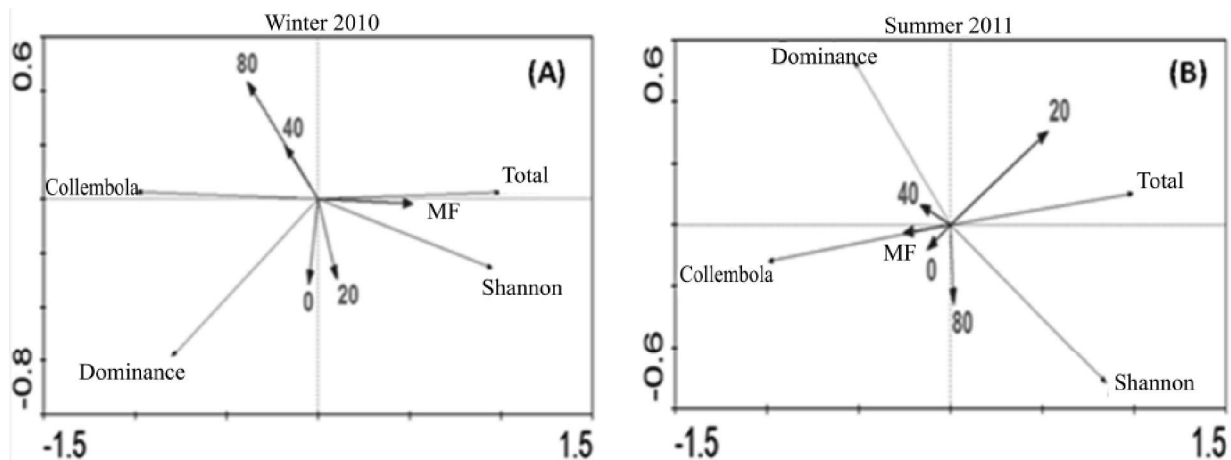 Winter 2010
0.6
80
(A)
40
Collembola
Total
MF
Shannon
0
20
-0.8
Dominance
-1.5
1.5
Summer 2011
0.6
Dominance
(B)
20
Total
40
MF
Collembola
0
80
-0.6
Shannon
-1.5
1.5